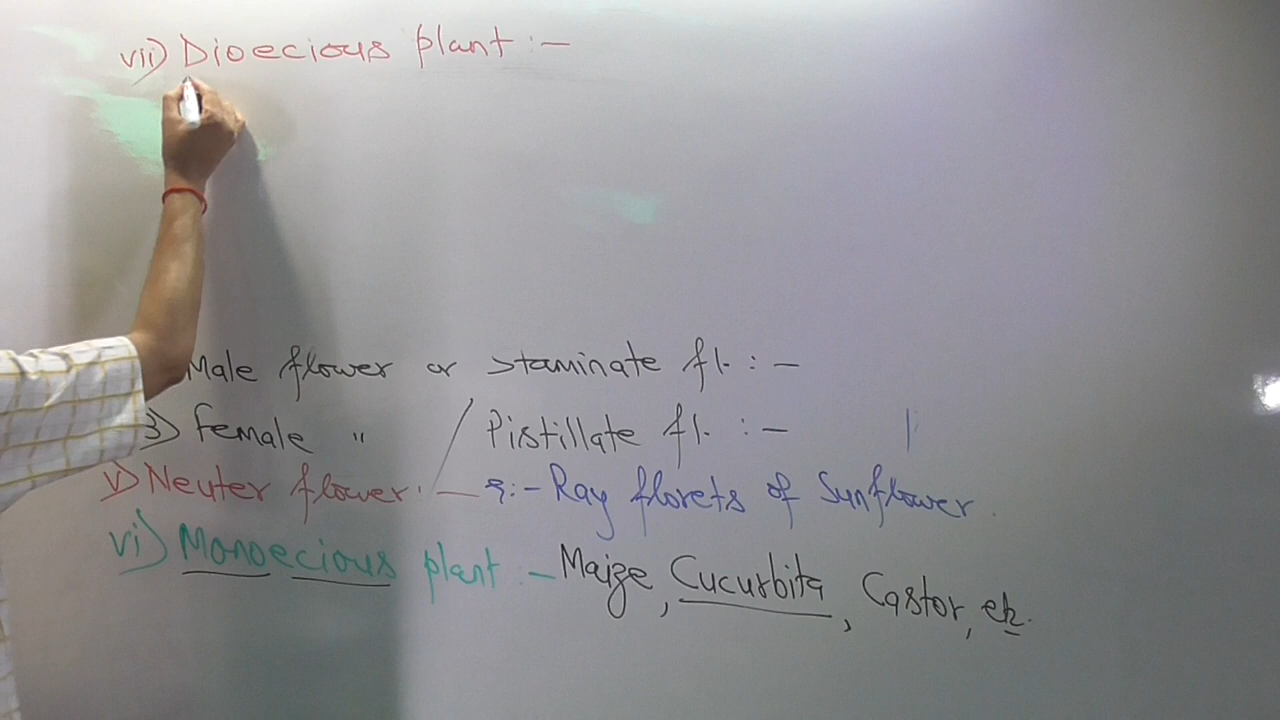 vii) Dioecious plant :-
Male flower or Staminate fl. :-
3) female " / Pistillate fl. :-
v) Neuter flower. - :- Ray florets of Sunflower.
vi) Monoecious plant :- Maize, Cucurbita, Castor, etc.